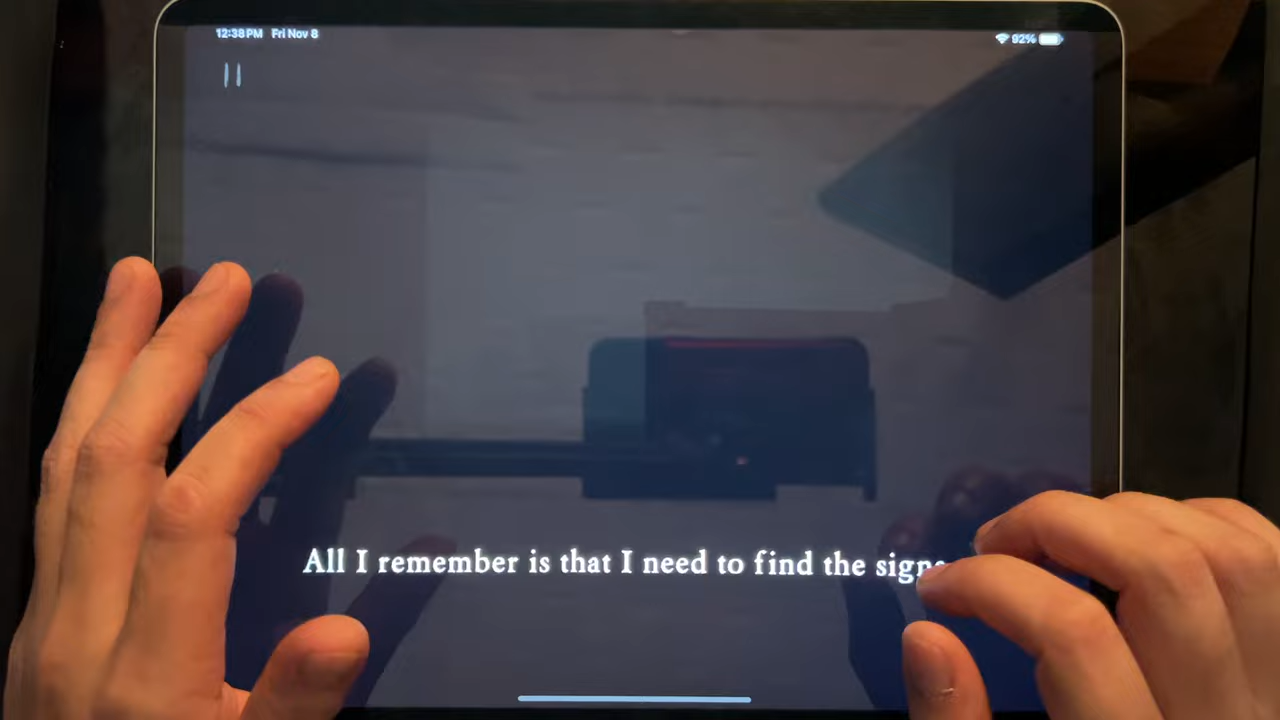 12:38 PM Fri Nov 8
92%
All I remember is that I need to find the